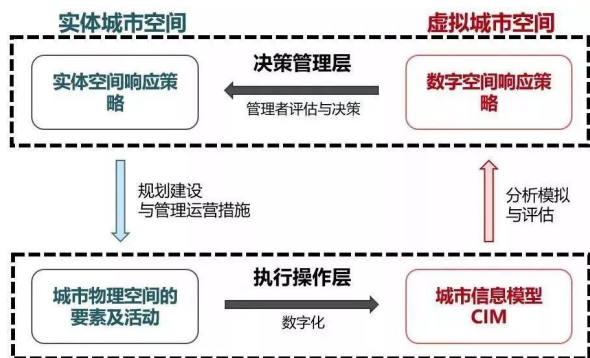 实体城市空间
虚拟城市空间
实体空间响应策
略
决策管理层
管理者评估与决策
数字空间响应策
略
规划建设
与管理运营措施
分析模拟
与评估
城市物理空间的
要素及活动
执行操作层
数字化
城市信息模型
CIM